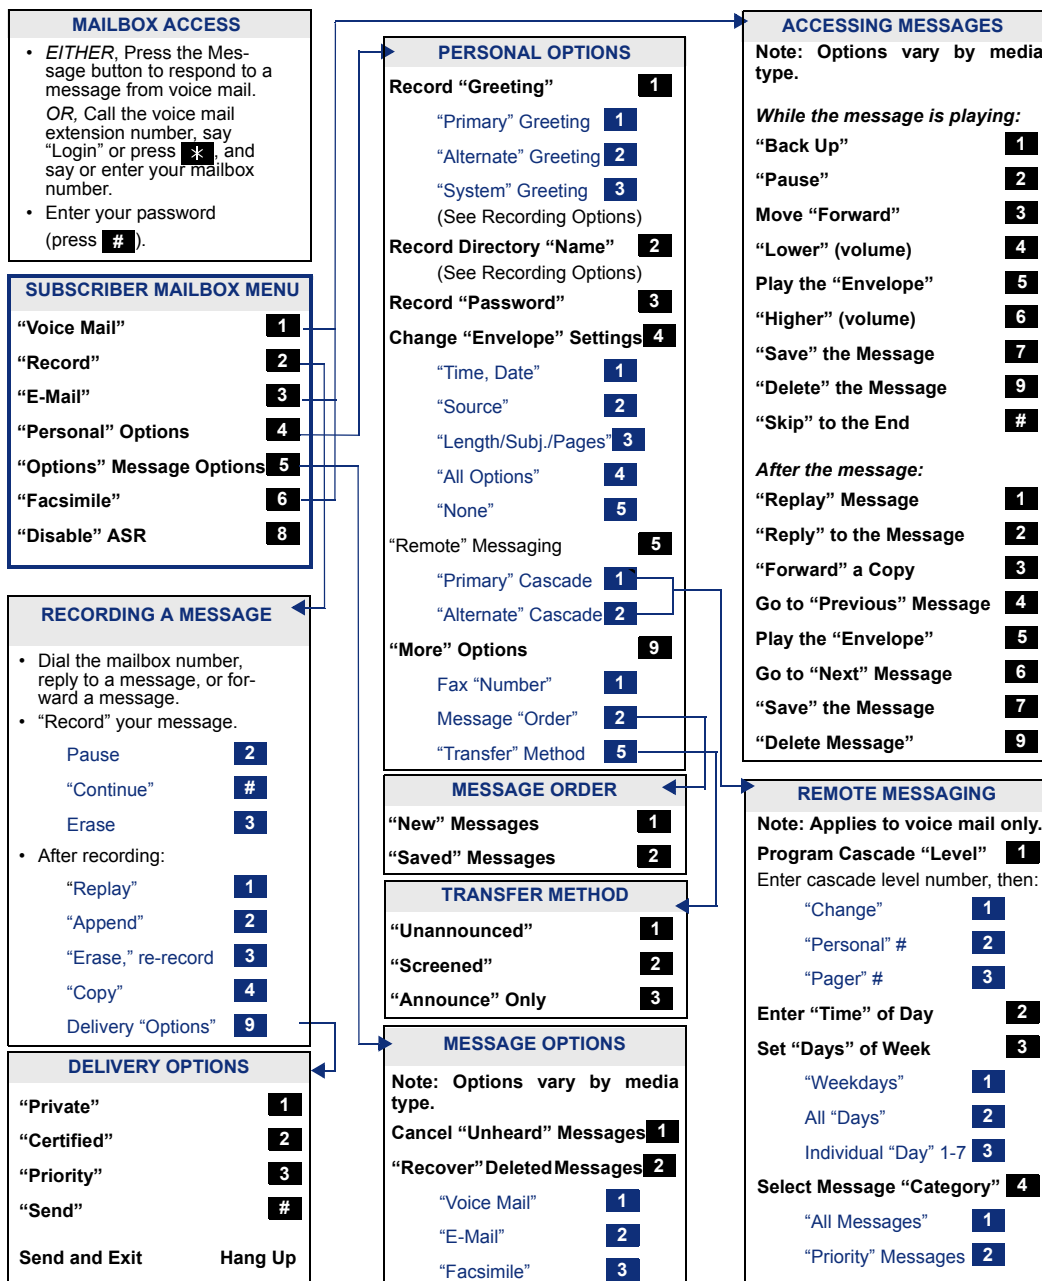 MAILBOX ACCESS
• EITHER, Press the Mes-
sage button to respond to a
message from voice mail.
OR, Call the voice mail
extension number, say
“Login” or press * , and
say or enter your mailbox
number.
• Enter your password
(press # ).
SUBSCRIBER MAILBOX MENU
“Voice Mail” 1
“Record” 2
“E-Mail” 3
“Personal” Options 4
“Options” Message Options 5
“Facsimile” 6
“Disable” ASR 8
RECORDING A MESSAGE
• Dial the mailbox number,
reply to a message, or for-
ward a message.
• “Record” your message.
Pause 2
“Continue” #
Erase 3
• After recording:
“Replay” 1
“Append” 2
“Erase,” re-record 3
“Copy” 4
Delivery “Options” 9
DELIVERY OPTIONS
“Private” 1
“Certified” 2
“Priority” 3
“Send” #
Send and Exit Hang Up
PERSONAL OPTIONS
Record “Greeting” 1
“Primary” Greeting 1
“Alternate” Greeting 2
“System” Greeting 3
(See Recording Options)
Record Directory “Name” 2
(See Recording Options)
Record “Password” 3
Change “Envelope” Settings 4
“Time, Date” 1
“Source” 2
“Length/Subj./Pages” 3
“All Options” 4
“None” 5
“Remote” Messaging 5
“Primary” Cascade 1
“Alternate” Cascade 2
“More” Options 9
Fax “Number” 1
Message “Order” 2
“Transfer” Method 5
MESSAGE ORDER
“New” Messages 1
“Saved” Messages 2
TRANSFER METHOD
“Unannounced” 1
“Screened” 2
“Announce” Only 3
MESSAGE OPTIONS
Note: Options vary by media
type.
Cancel “Unheard” Messages 1
“Recover” Deleted Messages 2
“Voice Mail” 1
“E-Mail” 2
“Facsimile” 3
ACCESSING MESSAGES
Note: Options vary by media
type.
While the message is playing:
“Back Up” 1
“Pause” 2
Move “Forward” 3
“Lower” (volume) 4
Play the “Envelope” 5
“Higher” (volume) 6
“Save” the Message 7
“Delete” the Message 9
“Skip” to the End #
After the message:
“Replay” Message 1
“Reply” to the Message 2
“Forward” a Copy 3
Go to “Previous” Message 4
Play the “Envelope” 5
Go to “Next” Message 6
“Save” the Message 7
“Delete Message” 9
REMOTE MESSAGING
Note: Applies to voice mail only.
Program Cascade “Level” 1
Enter cascade level number, then:
“Change” 1
“Personal” # 2
“Pager” # 3
Enter “Time” of Day 2
Set “Days” of Week 3
“Weekdays” 1
All “Days” 2
Individual “Day” 1-7 3
Select Message “Category” 4
“All Messages” 1
“Priority” Messages 2